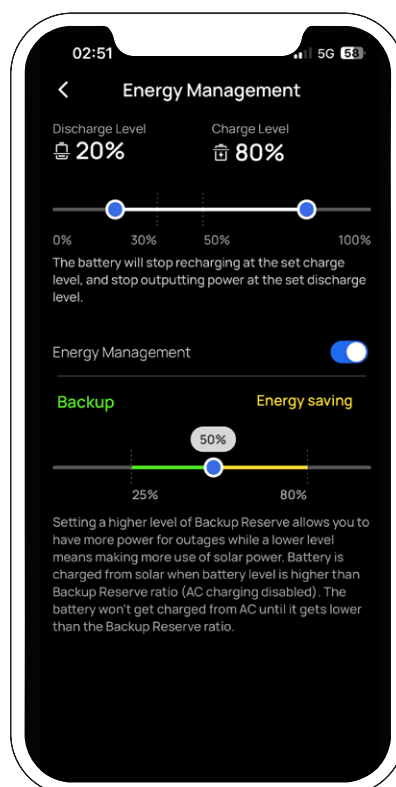 02:51 5G 58
Energy Management
Discharge Level Charge Level
20% 80%
0% 30% 50% 100%
The battery will stop recharging at the set charge
level, and stop outputting power at the set discharge
level.
Energy Management
Backup Energy saving
50%
25% 80%
Setting a higher level of Backup Reserve allows you to
have more power for outages while a lower level
means making more use of solar power. Battery is
charged from solar when battery level is higher than
Backup Reserve ratio (AC charging disabled). The
battery won't get charged from AC until it gets lower
than the Backup Reserve ratio.